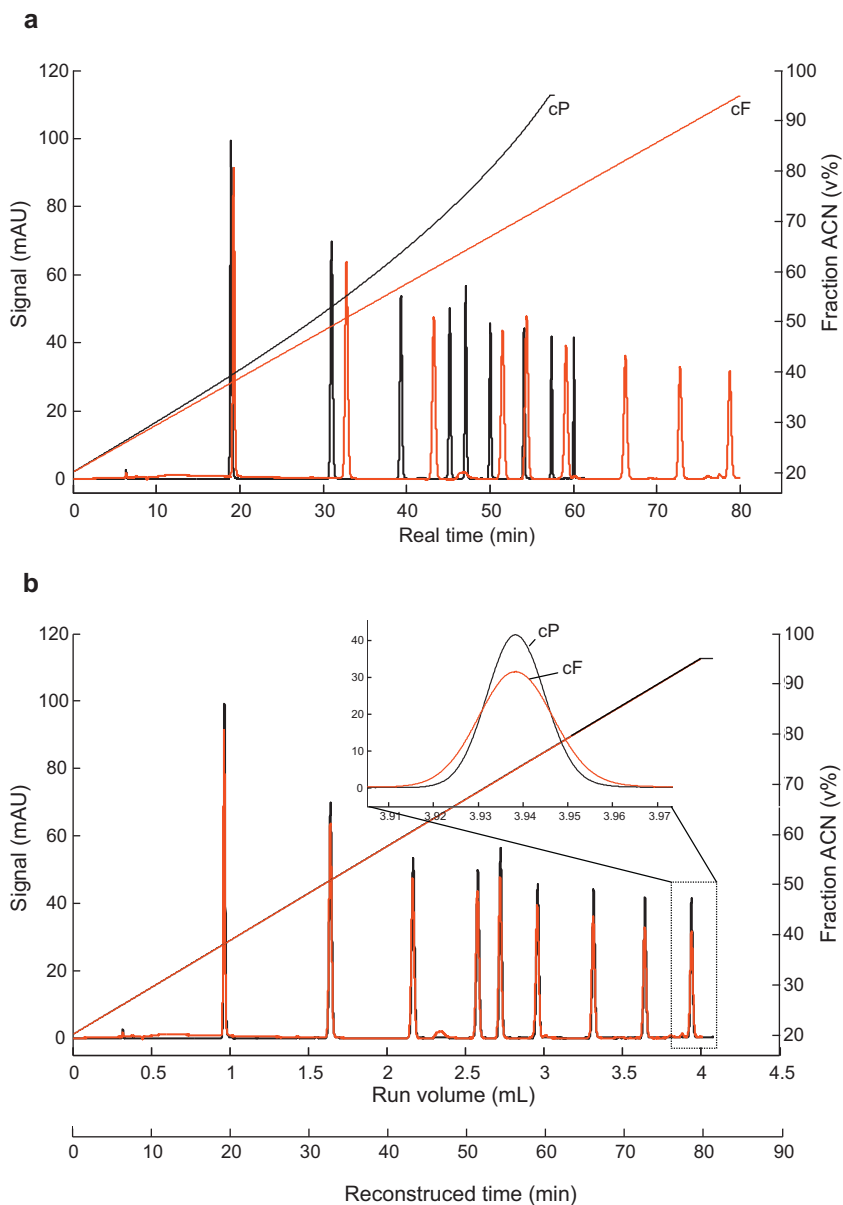 a
120
100
80
60
40
20
0
Signal (mAU)
cP
cF
100
90
80
70
60
50
40
30
20
Fraction ACN (v%)
0 10 20 30 40 50 60 70 80
Real time (min)
b
120
100
80
60
40
20
0
Signal (mAU)
40
30
20
10
0
cP
cF
3.91 3.92 3.93 3.94 3.95 3.96 3.97
100
90
80
70
60
50
40
30
20
Fraction ACN (v%)
0 0.5 1 1.5 2 2.5 3 3.5 4 4.5
Run volume (mL)
0 10 20 30 40 50 60 70 80 90
Reconstruced time (min)